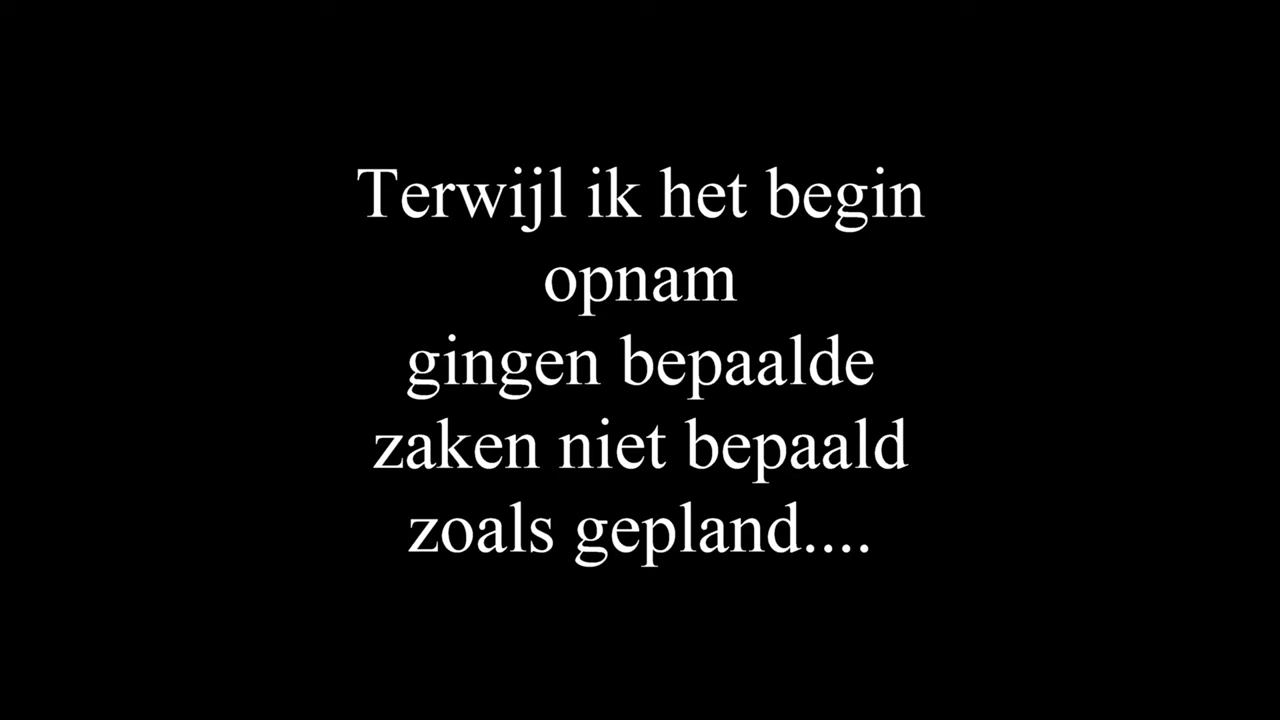 Terwijl ik het begin
opnam
gingen bepaalde
zaken niet bepaald
zoals gepland....